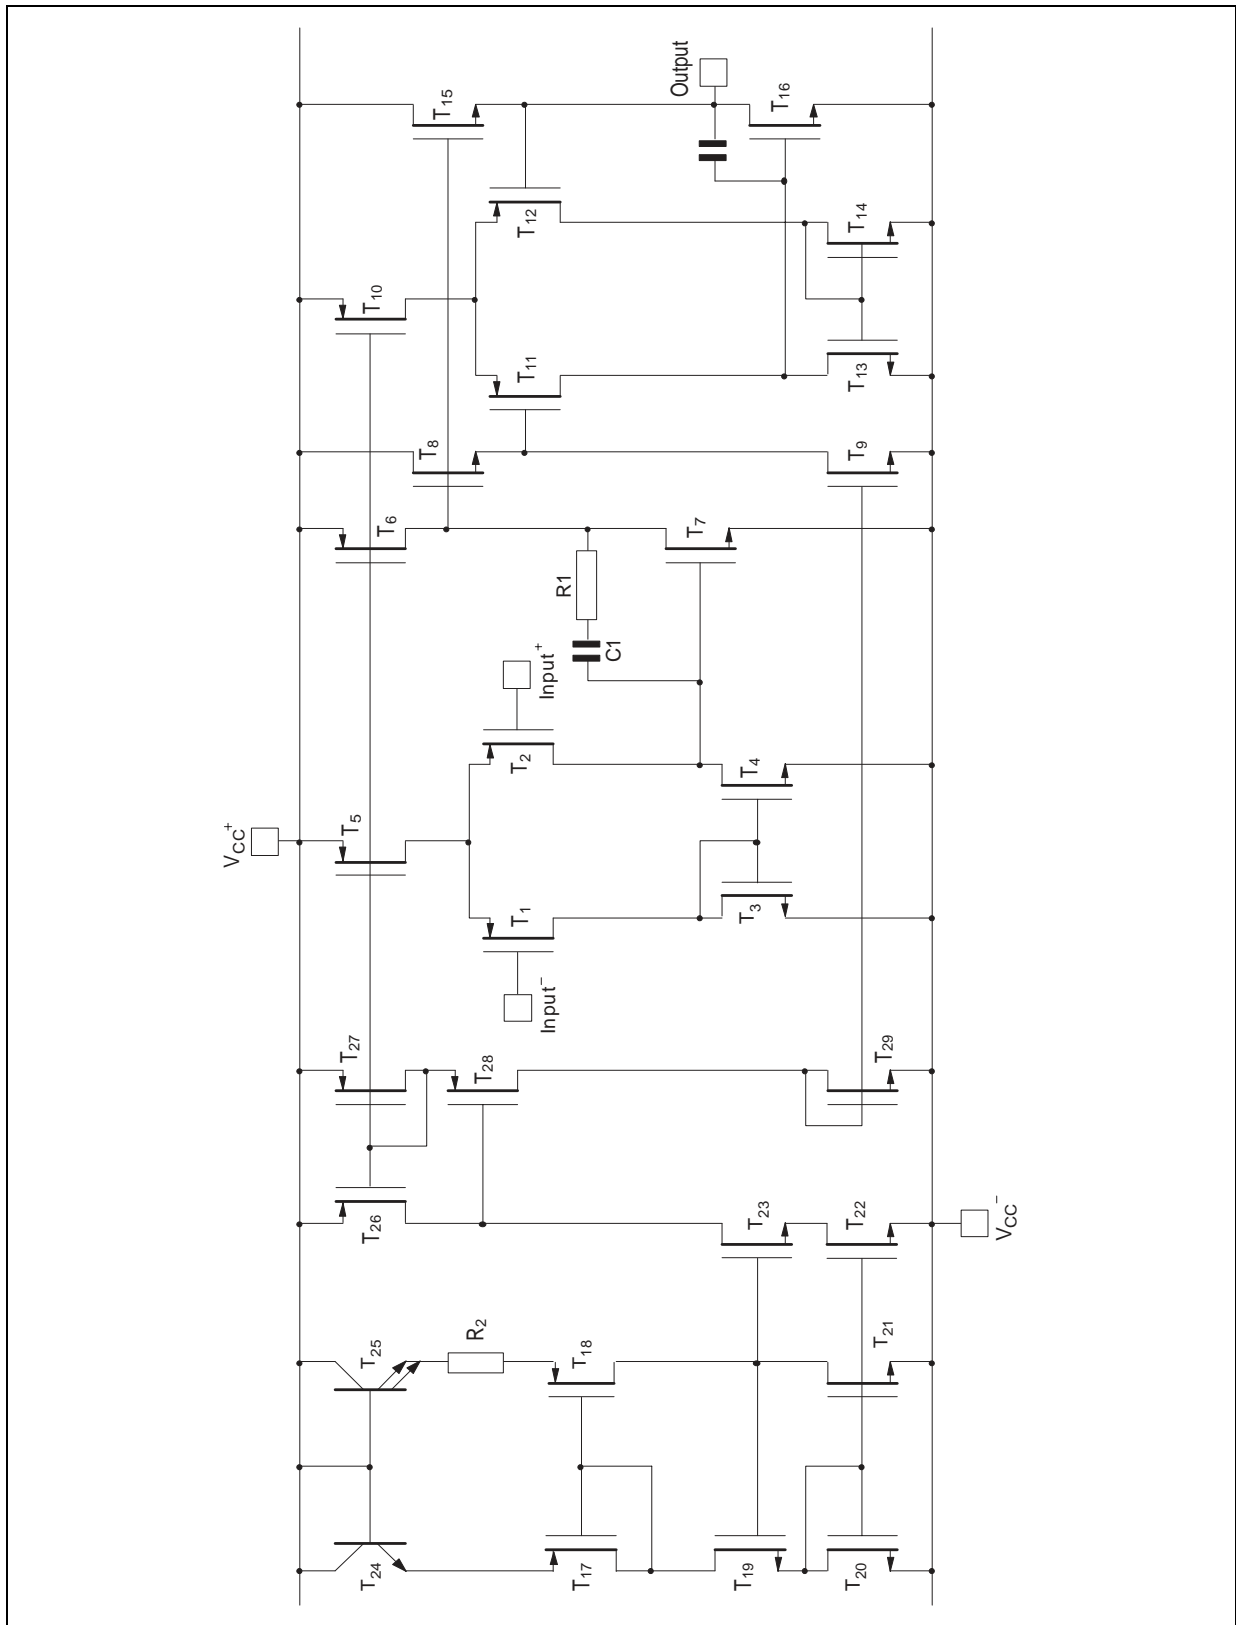 T15
Output
T16
T12
T14
T10
T11
T13
T8
T9
T6
T7
R1
C1
Input+
T2
T4
VCC+
T5
T1
T3
Input−
T27
T28
T29
T26
T23
T22
VCC−
T25
R2
T18
T21
T24
T17
T19
T20